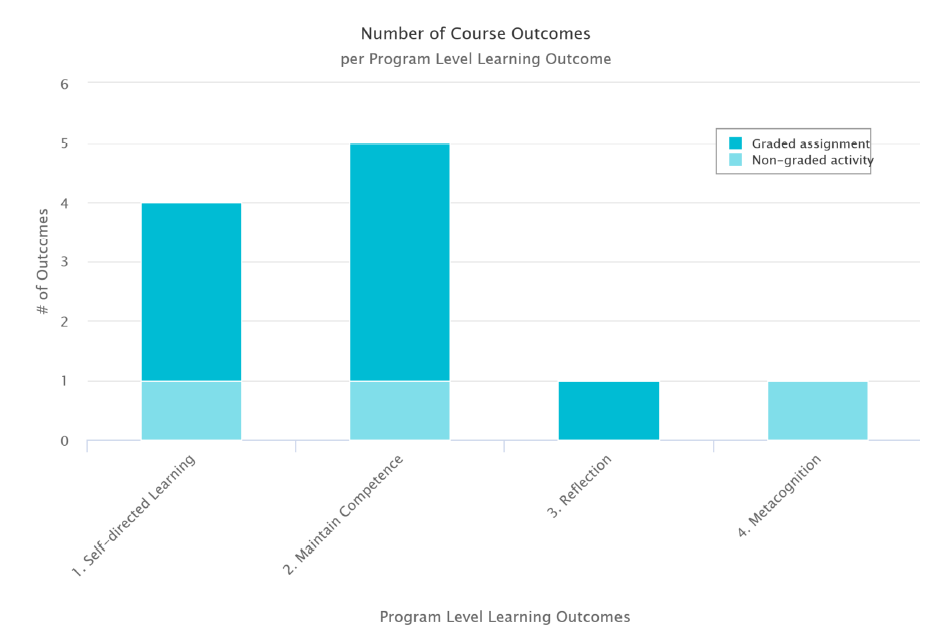 Number of Course Outcomes
per Program Level Learning Outcome
6
5
4
3
2
1
0
# of Outccmes
Graded assignment
Non-graded activity
1. Self-directed Learning
2. Maintain Competence
3. Reflection
4. Metacognition
Program Level Learning Outcomes